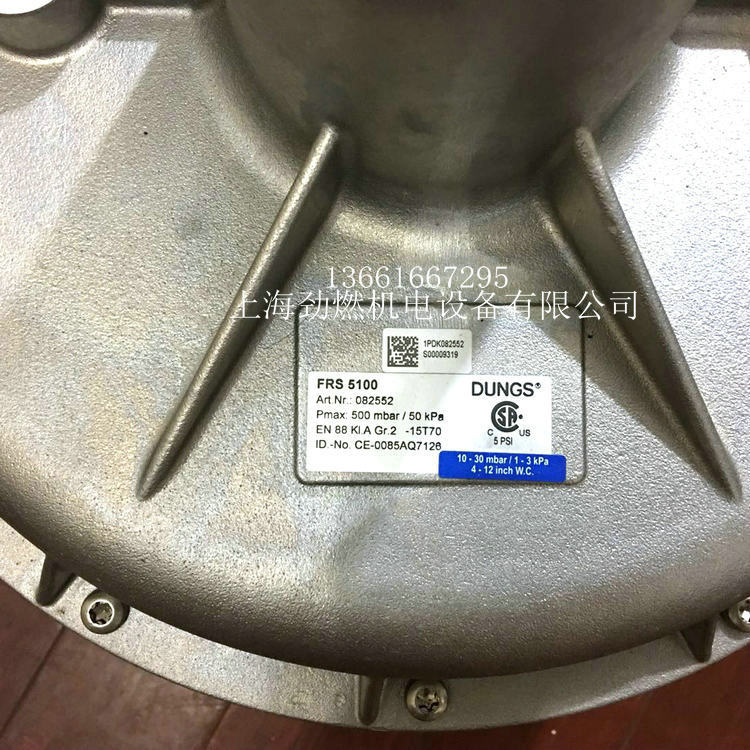 13661667295
上海劲燃机电设备有限公司
1PDK082552
S00009319
FRS 5100
DUNGS®
Art.Nr.: 082552
Pmax: 500 mbar / 50 kPa
EN 88 Kl.A Gr.2 -15T70
ID.-No. CE-0085AQ7126
C SA US
5 PSI
10 - 30 mbar / 1 - 3 kPa
4 - 12 inch W.C.